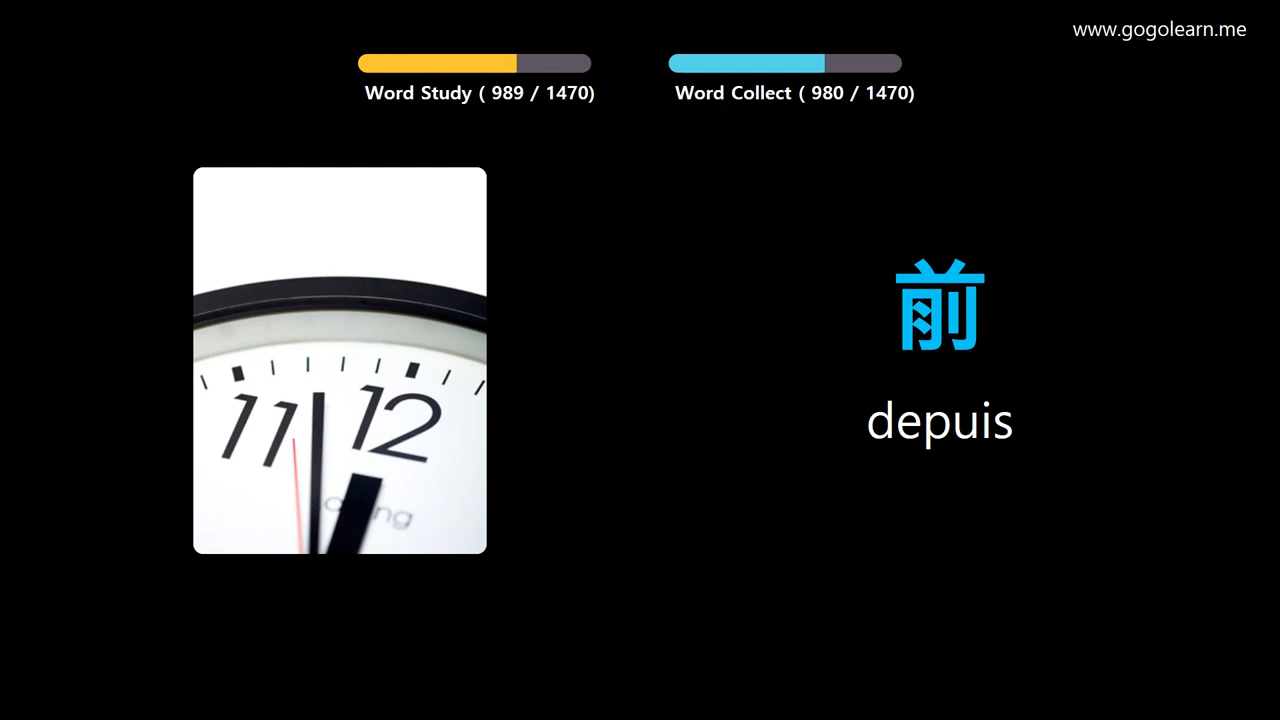 www.gogolearn.me
Word Study ( 989 / 1470)
Word Collect ( 980 / 1470)
前
depuis
11
12